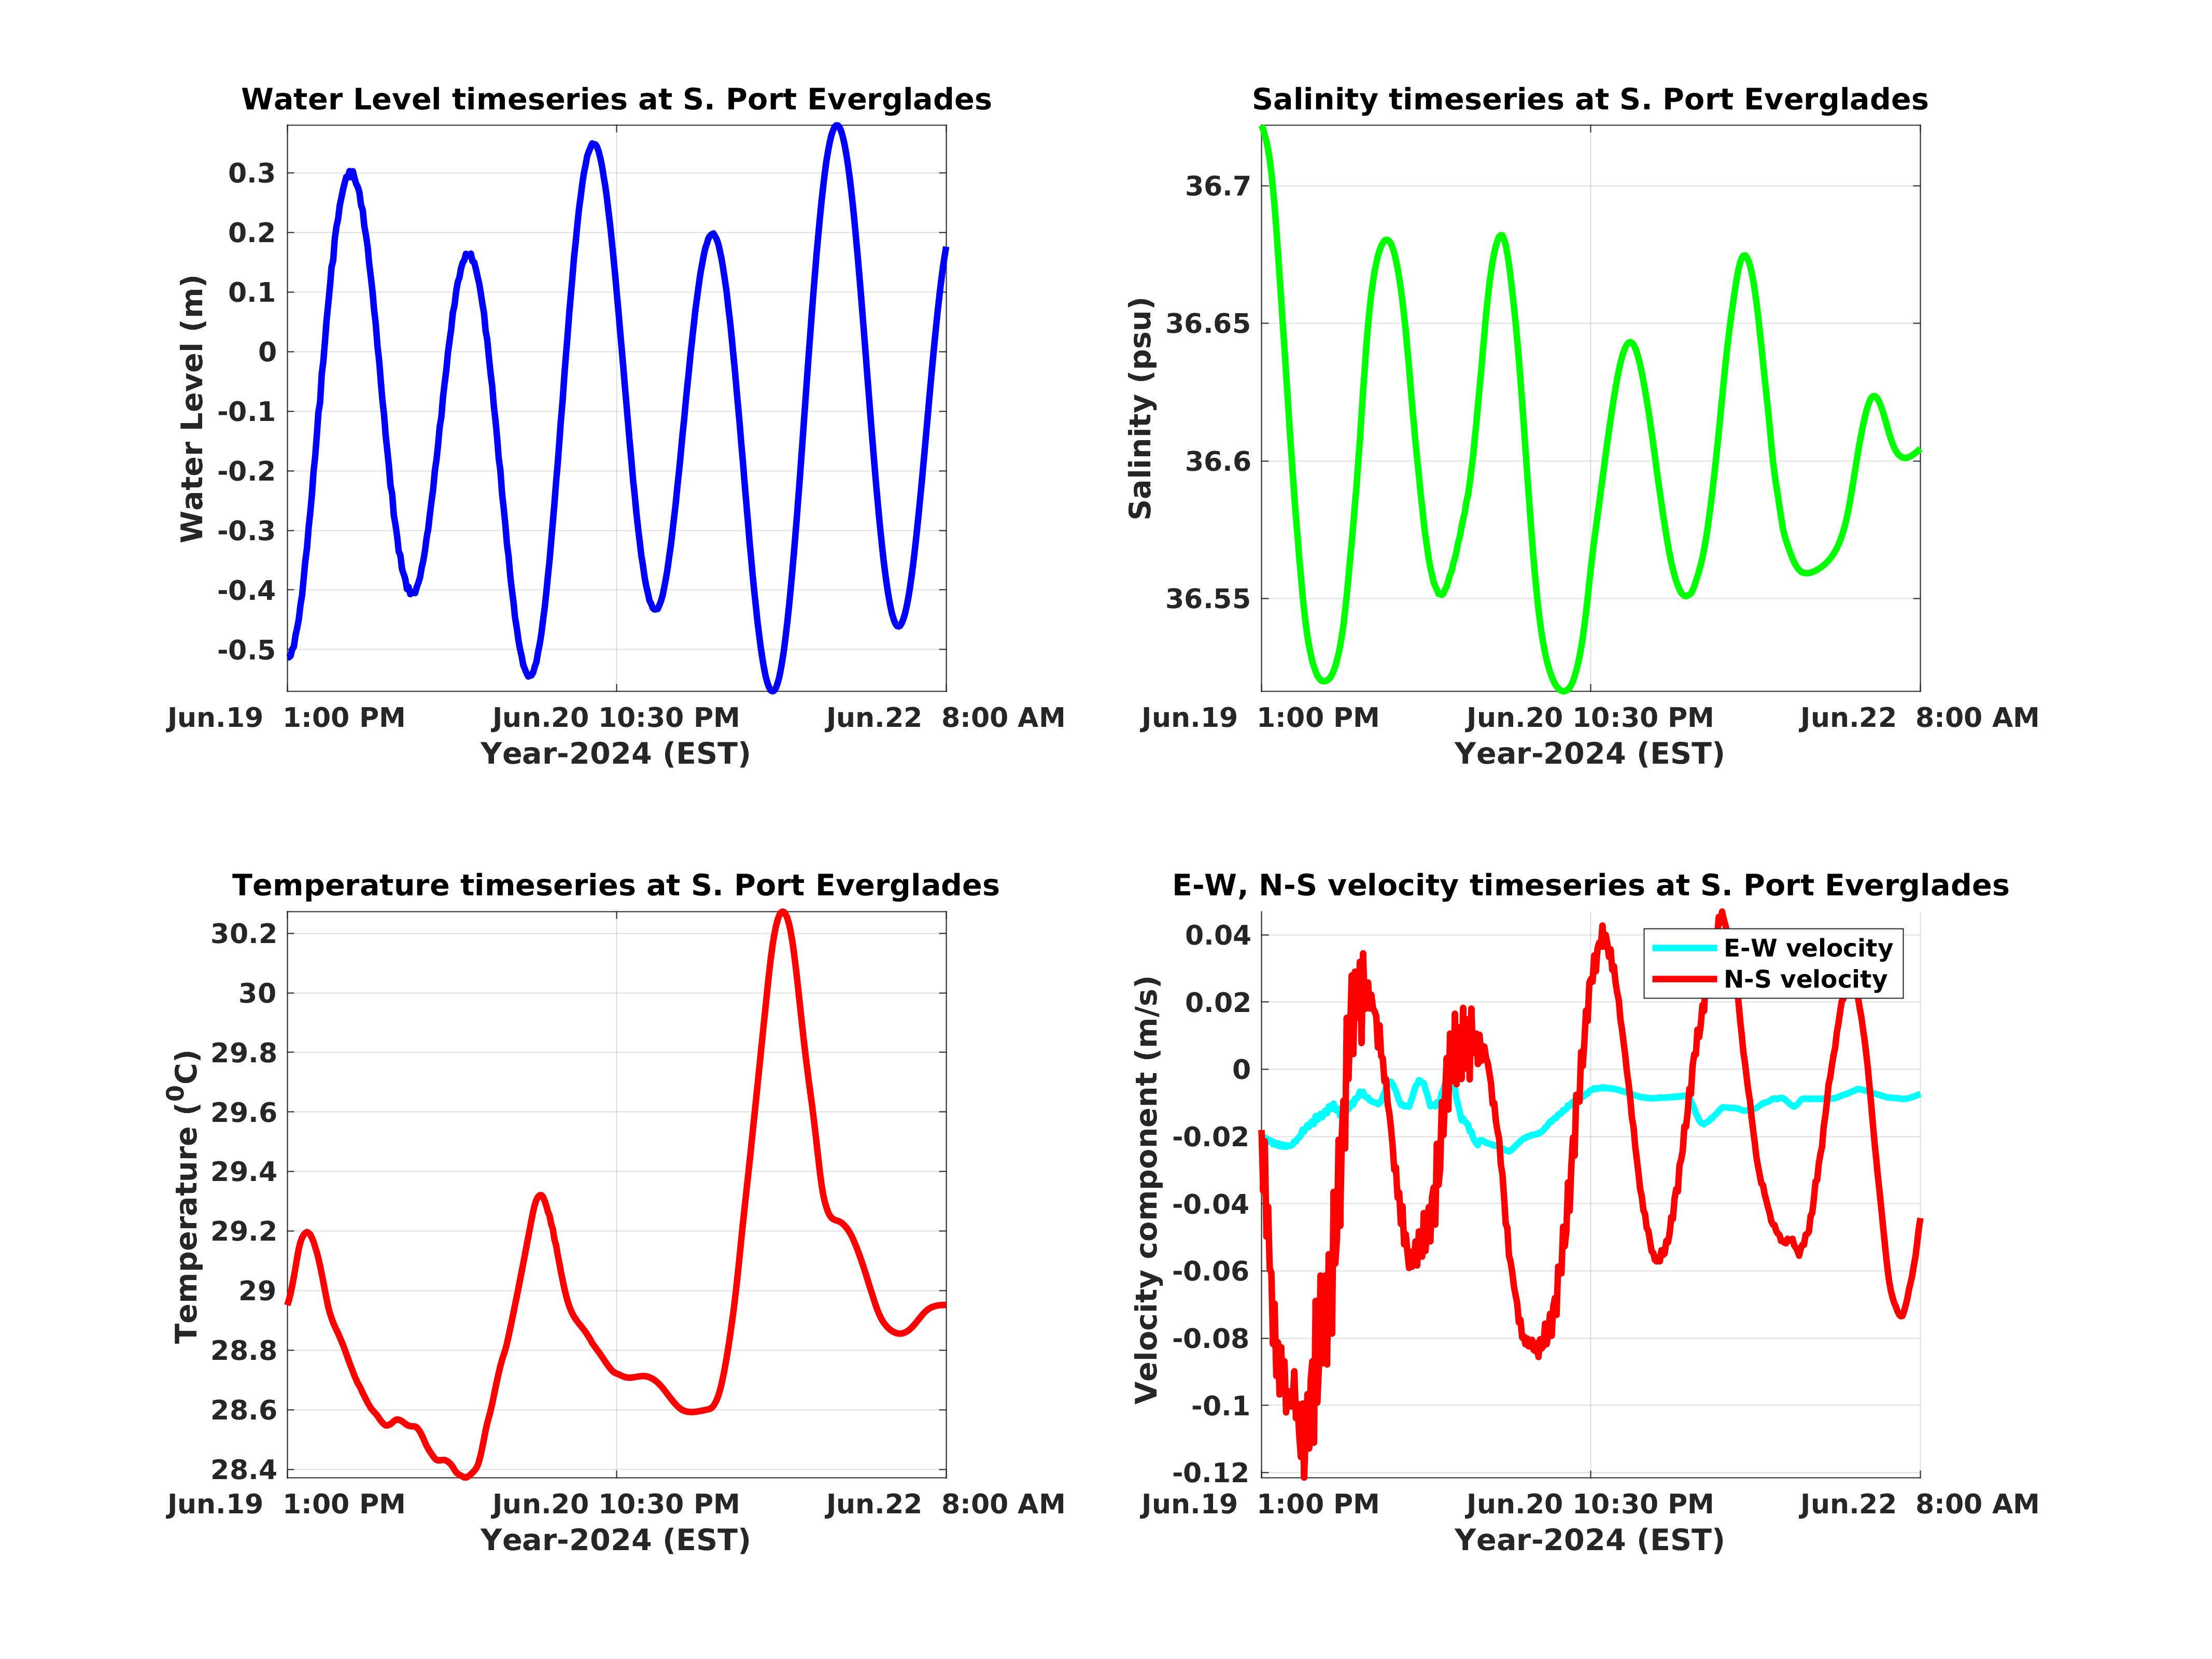 Water Level timeseries at S. Port Everglades
Water Level (m)
0.3
0.2
0.1
0
-0.1
-0.2
-0.3
-0.4
-0.5
Jun.19 1:00 PM
Jun.20 10:30 PM
Jun.22 8:00 AM
Year-2024 (EST)
Salinity timeseries at S. Port Everglades
Salinity (psu)
36.7
36.65
36.6
36.55
Jun.19 1:00 PM
Jun.20 10:30 PM
Jun.22 8:00 AM
Year-2024 (EST)
Temperature timeseries at S. Port Everglades
Temperature (⁰C)
30.2
30
29.8
29.6
29.4
29.2
29
28.8
28.6
28.4
Jun.19 1:00 PM
Jun.20 10:30 PM
Jun.22 8:00 AM
Year-2024 (EST)
E-W, N-S velocity timeseries at S. Port Everglades
Velocity component (m/s)
0.04
0.02
0
-0.02
-0.04
-0.06
-0.08
-0.1
-0.12
E-W velocity
N-S velocity
Jun.19 1:00 PM
Jun.20 10:30 PM
Jun.22 8:00 AM
Year-2024 (EST)